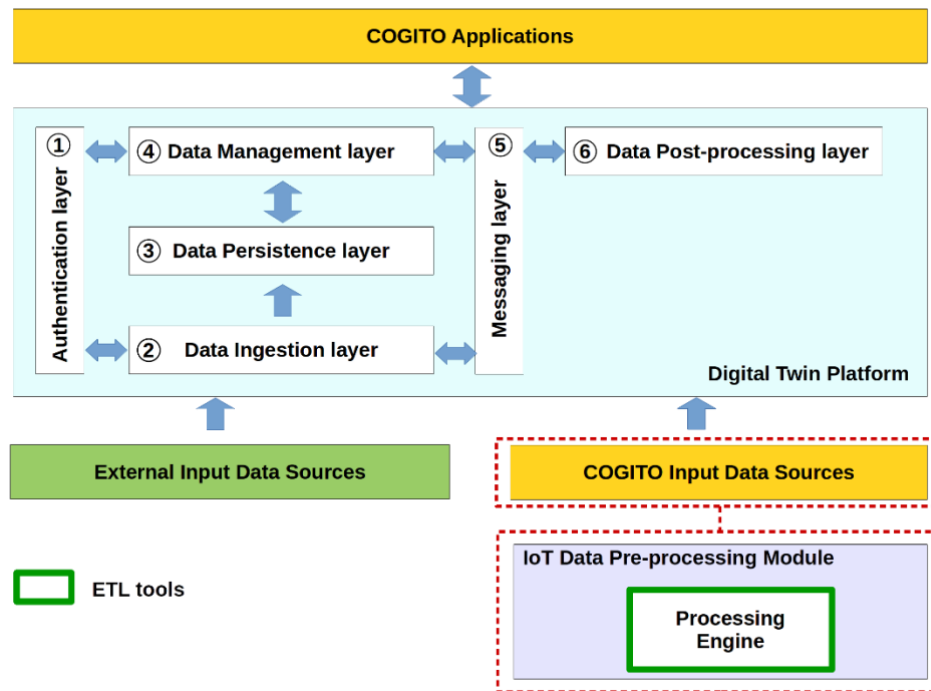 COGITO Applications
① Authentication layer
④ Data Management layer
⑤ Messaging layer
⑥ Data Post-processing layer
③ Data Persistence layer
② Data Ingestion layer
Digital Twin Platform
External Input Data Sources
COGITO Input Data Sources
IoT Data Pre-processing Module
Processing
Engine
ETL tools